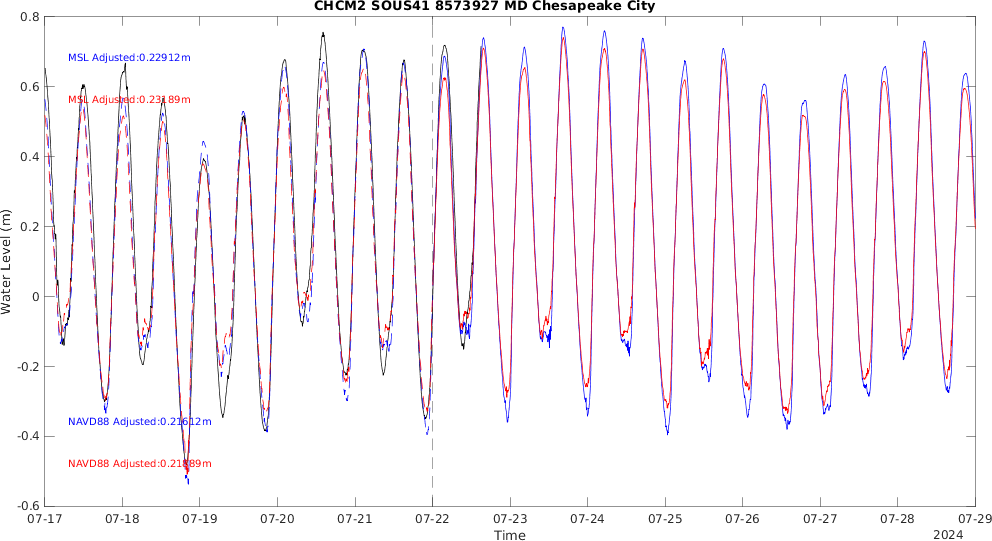 CHCM2 SOUS41 8573927 MD Chesapeake City
0.8
MSL Adjusted:0.22912m
0.6
MSL Adjusted:0.23189m
0.4
0.2
Water Level (m)
0
-0.2
-0.4
NAVD88 Adjusted:0.21612m
NAVD88 Adjusted:0.21889m
-0.6
07-17 07-18 07-19 07-20 07-21 07-22 07-23 07-24 07-25 07-26 07-27 07-28 07-29
Time
2024